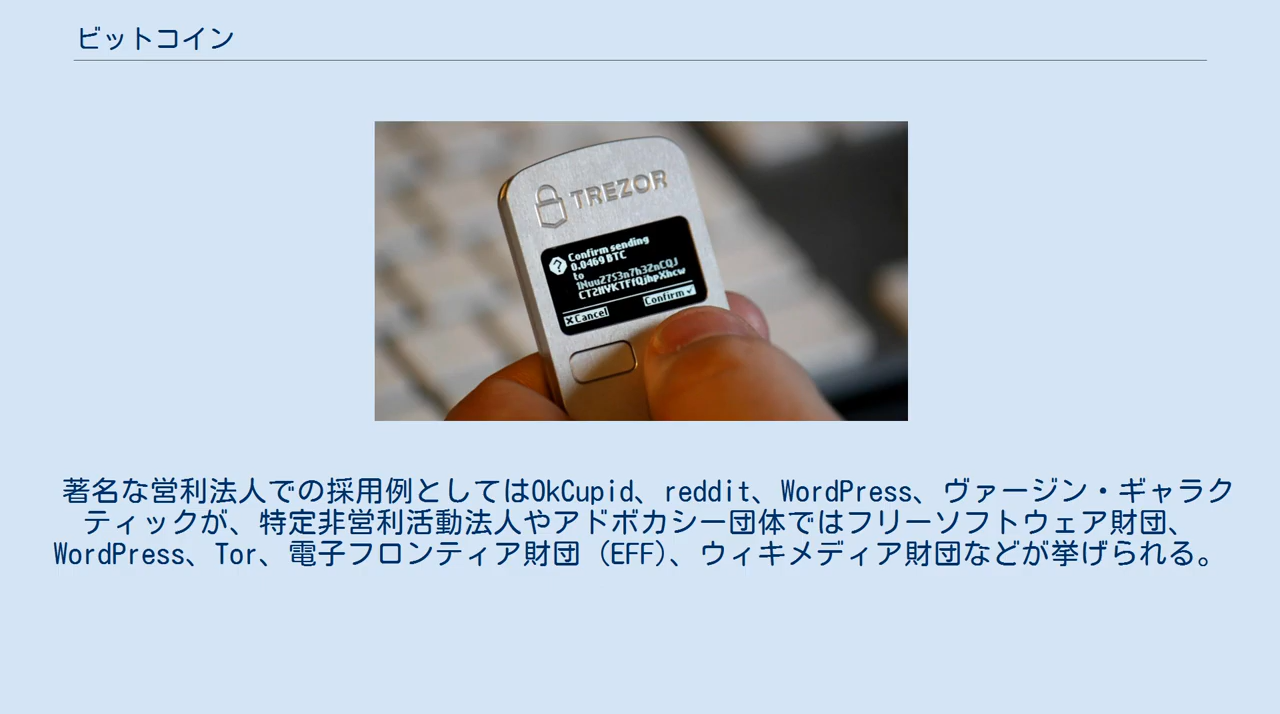 ビットコイン
TREZOR
Confirm sending
0.0469 BTC
to
Cancel
Confirm
著名な営利法人での採用例としてはOkCupid、reddit、WordPress、ヴァージン・ギャラク
ティックが、特定非営利活動法人やアドボカシー団体ではフリーソフトウェア財団、
WordPress、Tor、電子フロンティア財団（EFF）、ウィキメディア財団などが挙げられる。